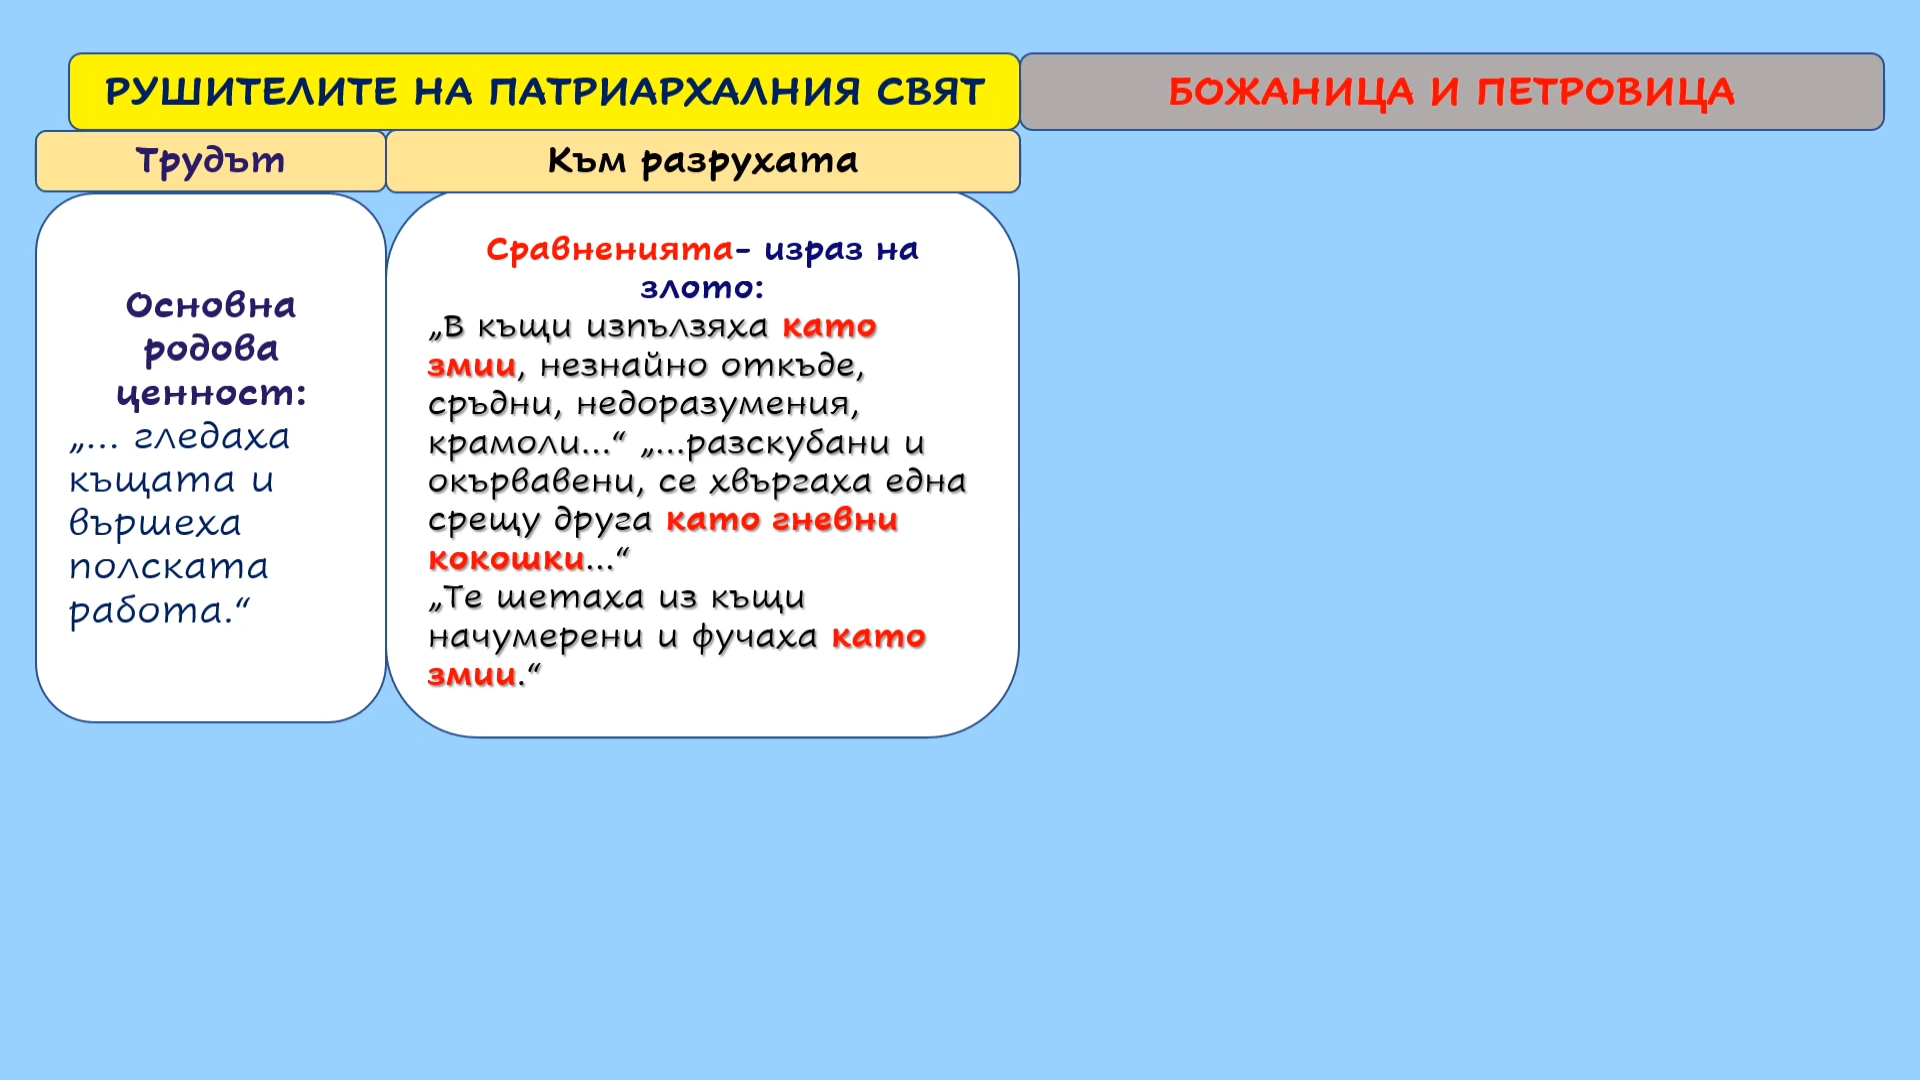 РУШИТЕЛИТЕ НА ПАТРИАРХАЛНИЯ СВЯТ
БОЖАНИЦА И ПЕТРОВИЦА
Трудът
Към разрухата
Основна
родова
ценност:
„... гледаха
къщата и
вършеха
полската
работа.“
Сравненията- израз на
злото:
„В къщи изпълзяха като
змии, незнайно откъде,
сръдни, недоразумения,
крамоли...“ „...разскубани и
окървавени, се хвъргаха една
срещу друга като гневни
кокошки...“
„Те шетаха из къщи
начумерени и фучаха като
змии.“